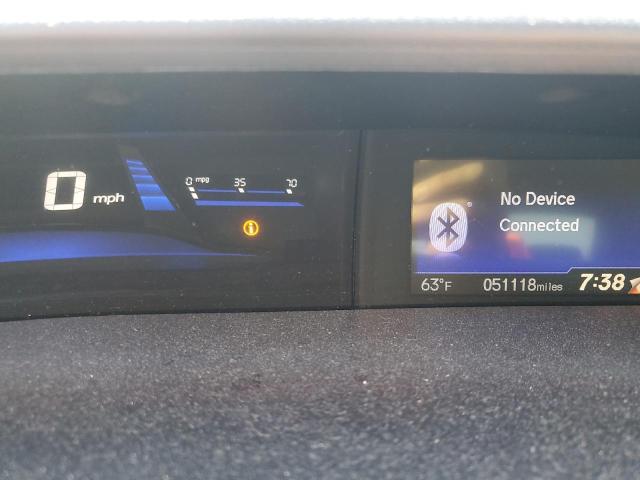 0 mph
0 mpg 35 70
i
No Device
Connected
63°F 051118miles 7:38